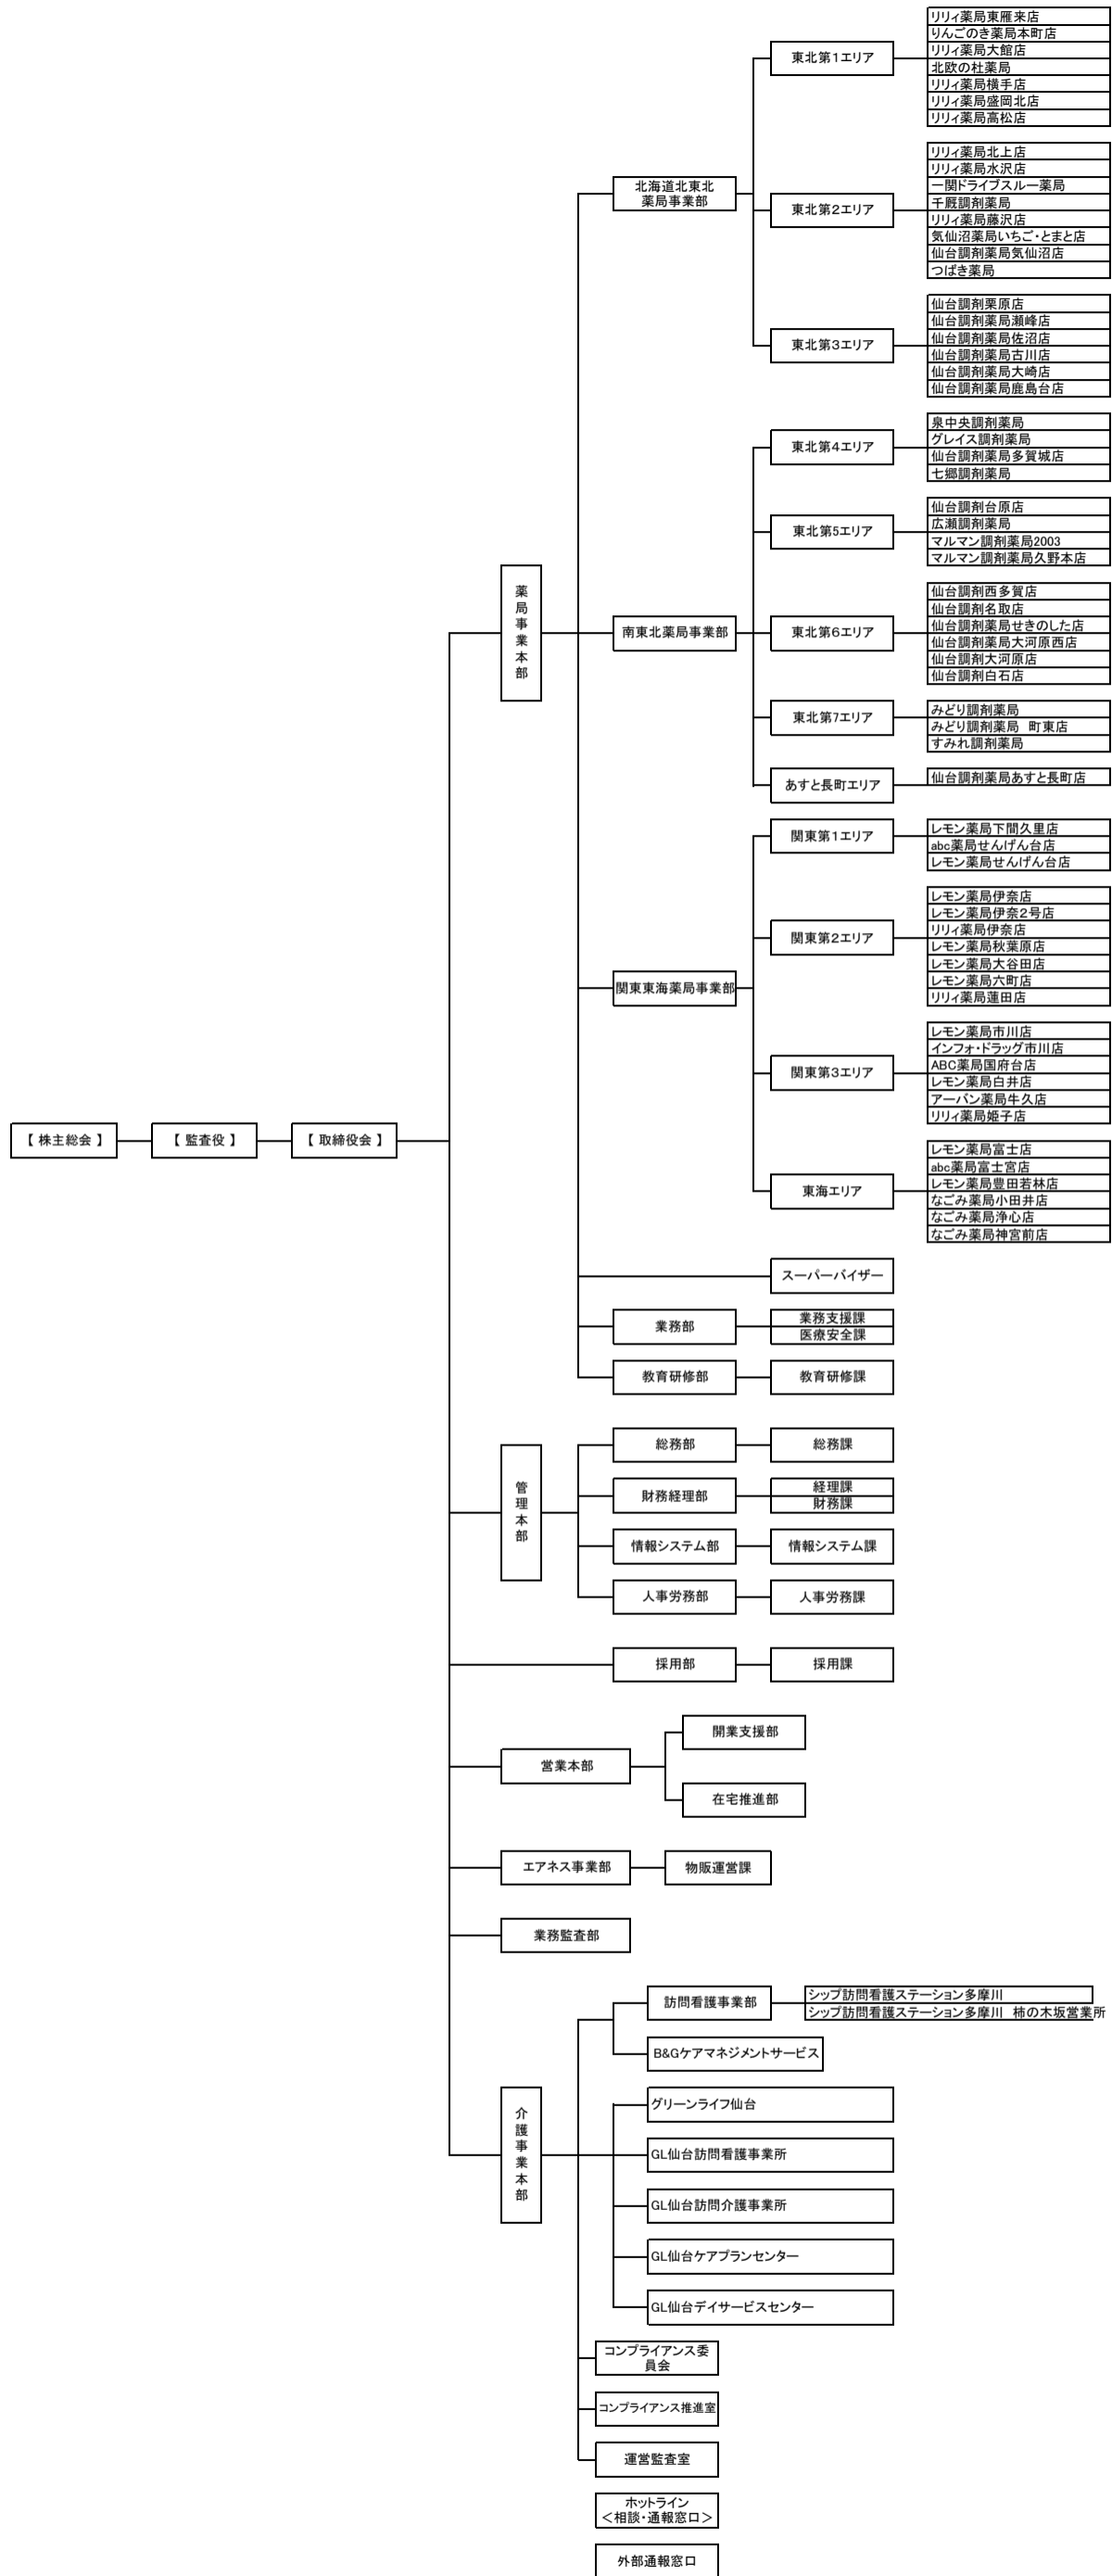 【 株主総会 】
【 監査役 】
【 取締役会 】
薬局事業本部
北海道北東北
薬局事業部
東北第1エリア
リリィ薬局東雁来店
りんごのき薬局本町店
リリィ薬局大館店
北欧の杜薬局
リリィ薬局横手店
リリィ薬局盛岡北店
リリィ薬局高松店
東北第2エリア
リリィ薬局北上店
リリィ薬局水沢店
一関ドライブスルー薬局
千厩調剤薬局
リリィ薬局藤沢店
気仙沼薬局いちご・とまと店
仙台調剤薬局気仙沼店
つばき薬局
東北第3エリア
仙台調剤栗原店
仙台調剤薬局瀬峰店
仙台調剤薬局佐沼店
仙台調剤薬局古川店
仙台調剤薬局大崎店
仙台調剤薬局鹿島台店
南東北薬局事業部
東北第4エリア
泉中央調剤薬局
グレイス調剤薬局
仙台調剤薬局多賀城店
七郷調剤薬局
東北第5エリア
仙台調剤台原店
広瀬調剤薬局
マルマン調剤薬局2003
マルマン調剤薬局久野本店
東北第6エリア
仙台調剤西多賀店
仙台調剤名取店
仙台調剤薬局せきのした店
仙台調剤薬局大河原西店
仙台調剤大河原店
仙台調剤白石店
東北第7エリア
みどり調剤薬局
みどり調剤薬局　町東店
すみれ調剤薬局
あすと長町エリア
仙台調剤薬局あすと長町店
関東東海薬局事業部
関東第1エリア
レモン薬局下間久里店
abc薬局せんげん台店
レモン薬局せんげん台店
関東第2エリア
レモン薬局伊奈店
レモン薬局伊奈2号店
リリィ薬局伊奈店
レモン薬局秋葉原店
レモン薬局大谷田店
レモン薬局六町店
リリィ薬局蓮田店
関東第3エリア
レモン薬局市川店
インフォ・ドラッグ市川店
ABC薬局国府台店
レモン薬局白井店
アーバン薬局牛久店
リリィ薬局姫子店
東海エリア
レモン薬局富士店
abc薬局富士宮店
レモン薬局豊田若林店
なごみ薬局小田井店
なごみ薬局浄心店
なごみ薬局神宮前店
スーパーバイザー
業務部
業務支援課
医療安全課
教育研修部
教育研修課
管理本部
総務部
総務課
財務経理部
経理課
財務課
情報システム部
情報システム課
人事労務部
人事労務課
採用部
採用課
営業本部
開業支援部
在宅推進部
エアネス事業部
物販運営課
業務監査部
介護事業本部
訪問看護事業部
シップ訪問看護ステーション多摩川
シップ訪問看護ステーション多摩川　柿の木坂営業所
B&Gケアマネジメントサービス
グリーンライフ仙台
GL仙台訪問看護事業所
GL仙台訪問介護事業所
GL仙台ケアプランセンター
GL仙台デイサービスセンター
コンプライアンス委
員会
コンプライアンス推進室
運営監査室
ホットライン
＜相談・通報窓口＞
外部通報窓口